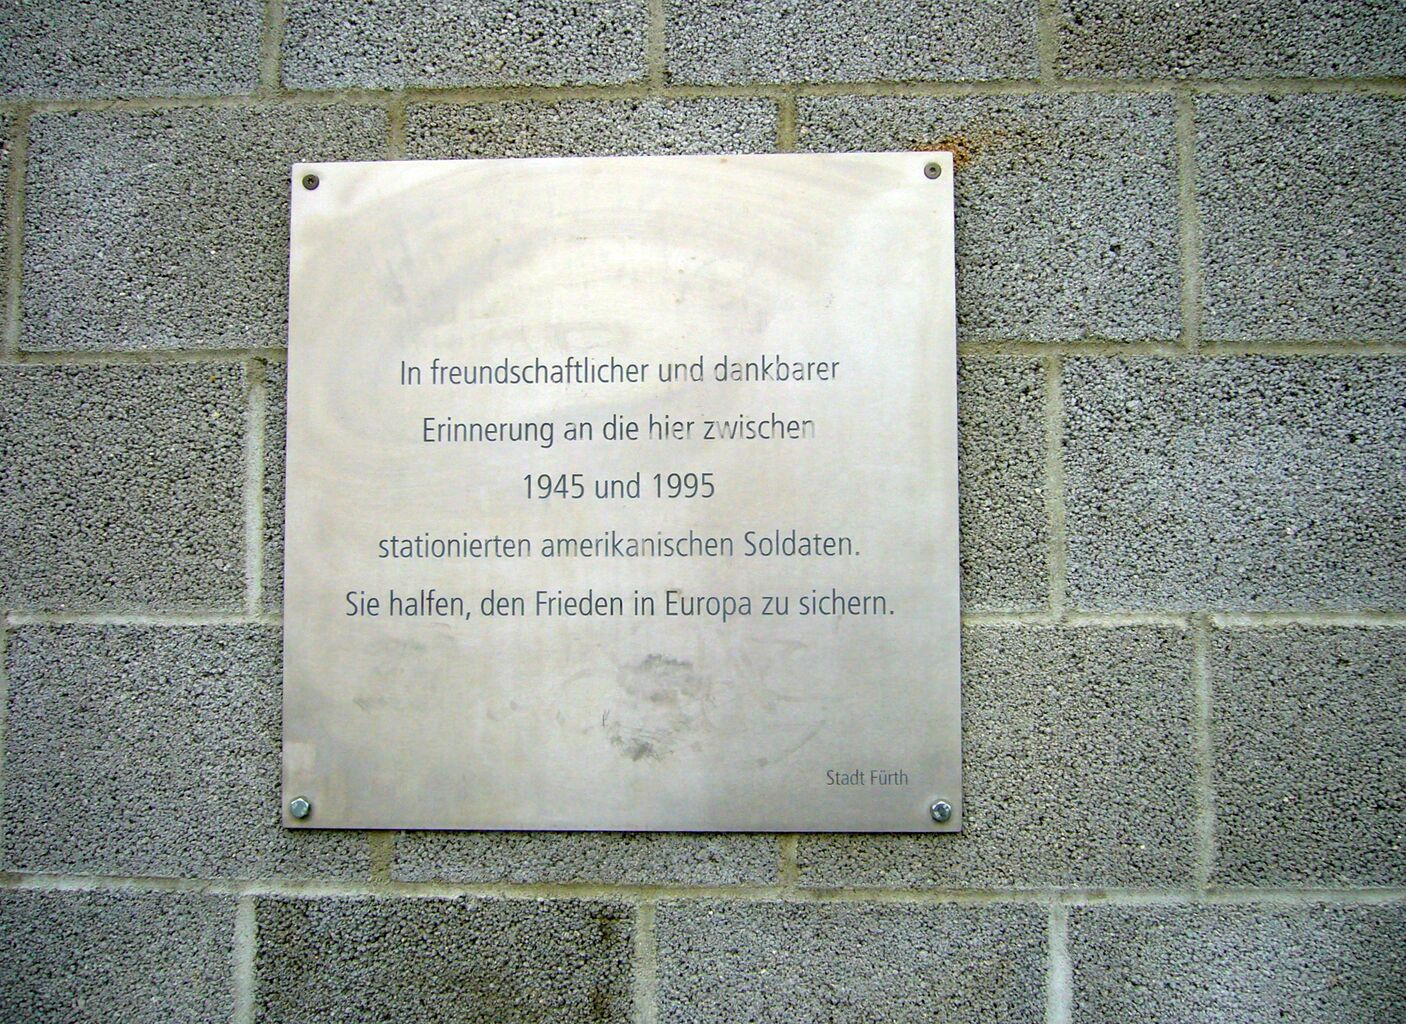 In freundschaftlicher und dankbarer
Erinnerung an die hier zwischen
1945 und 1995
stationierten amerikanischen Soldaten.
Sie halfen, den Frieden in Europa zu sichern.
Stadt Fürth